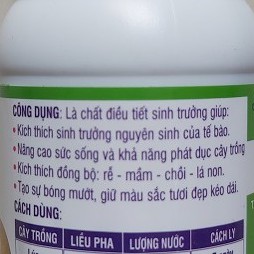 CÔNG DỤNG: Là chất điều tiết sinh trưởng giúp:
• Kích thích sinh trưởng nguyên sinh của tế bào.
• Nâng cao sức sống và khả năng phát dục cây trồng
• Kích thích đồng bộ: rễ - mầm - chồi - lá non.
• Tạo sự bóng mướt, giữ màu sắc tươi đẹp kéo dài.
CÁCH DÙNG:
CÂY TRỒNG LIỀU PHA LƯỢNG NƯỚC CÁCH LY